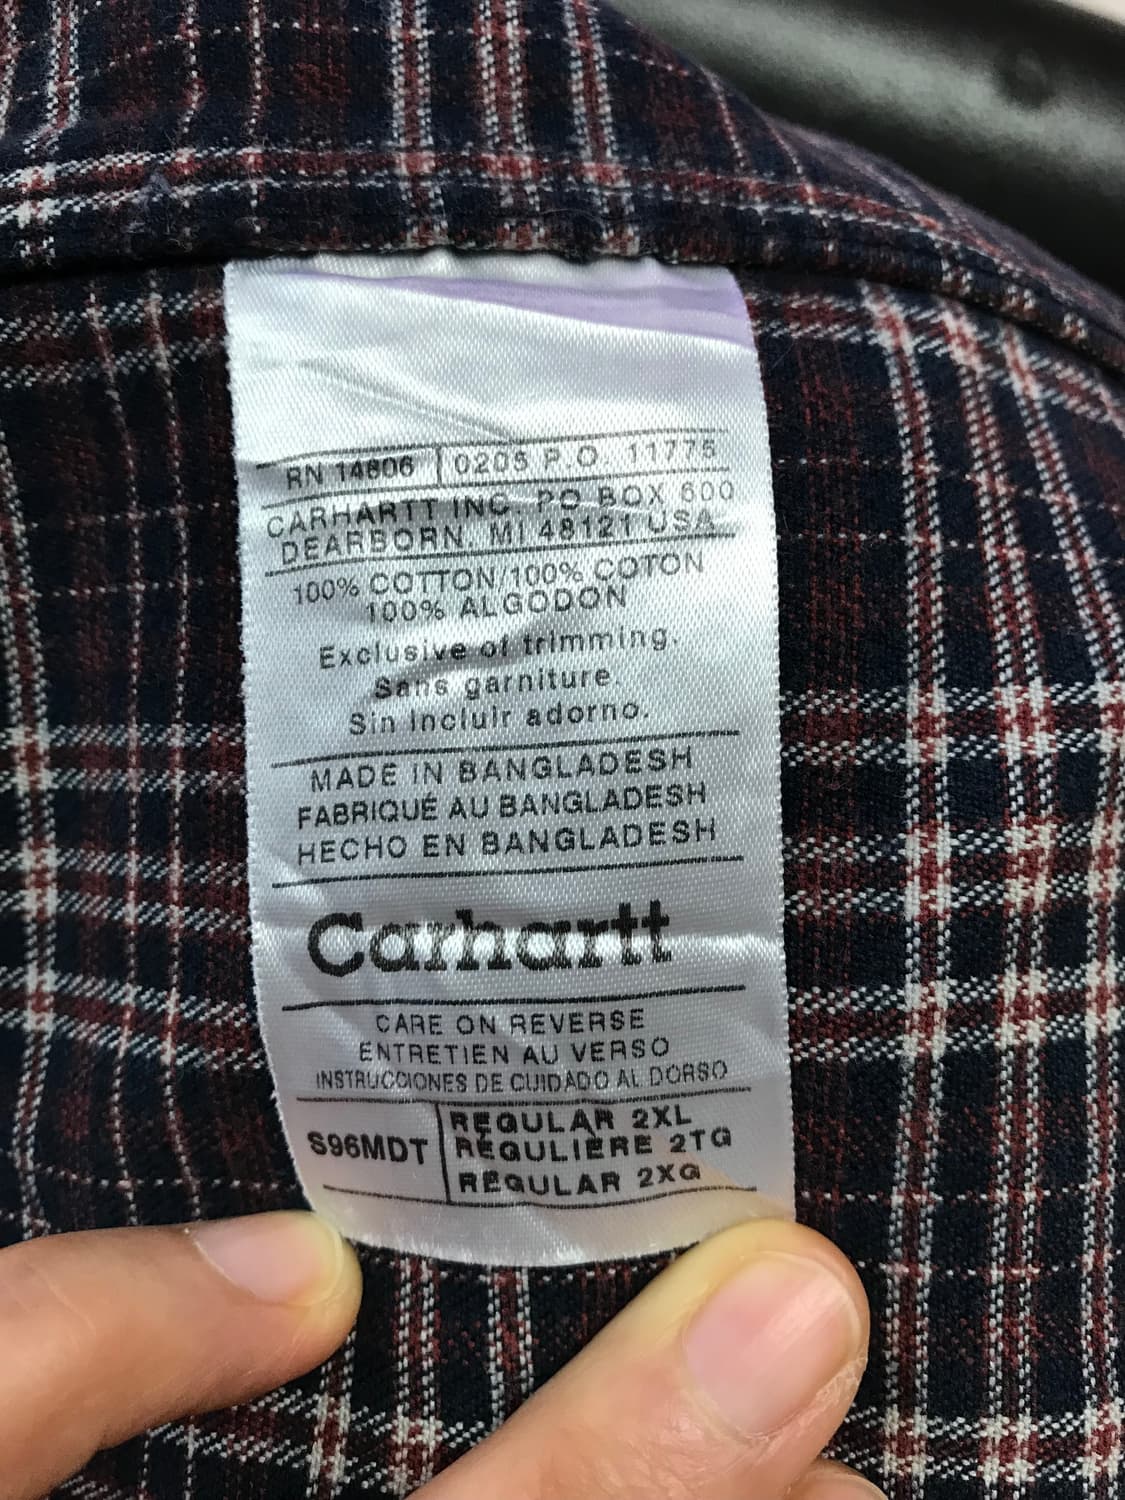 RN 14806 0205 P.O. 11775
CARHARTT INC. PO BOX 600
DEARBORN, MI 48121 USA
100% COTTON/100% COTON
100% ALGODON
Exclusive of trimming.
Sans garniture.
Sin incluir adorno.
MADE IN BANGLADESH
FABRIQUÉ AU BANGLADESH
HECHO EN BANGLADESH
Carhartt
CARE ON REVERSE
ENTRETIEN AU VERSO
INSTRUCCIONES DE CUIDADO AL DORSO
S96MDT
REGULAR 2XL
RÉGULIÈRE 2TG
REGULAR 2XG